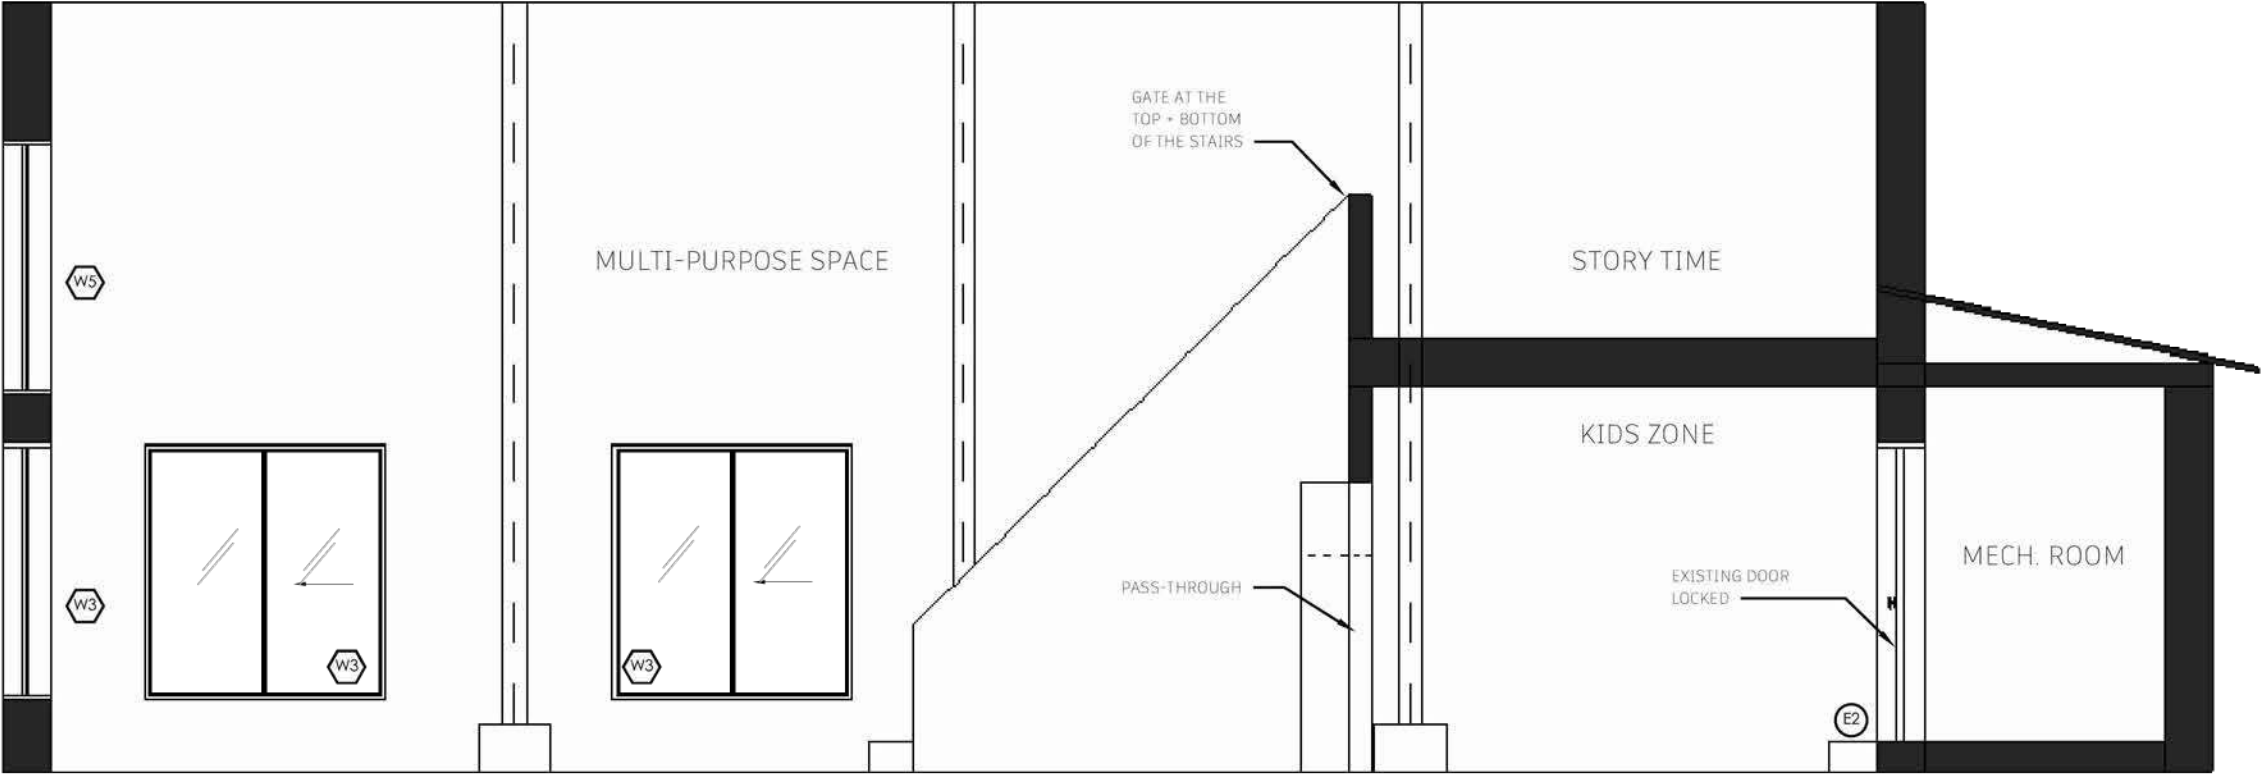 GATE AT THE
TOP + BOTTOM
OF THE STAIRS
W5
MULTI-PURPOSE SPACE
STORY TIME
KIDS ZONE
MECH. ROOM
EXISTING DOOR
LOCKED
PASS-THROUGH
W3
W3
W3
E2